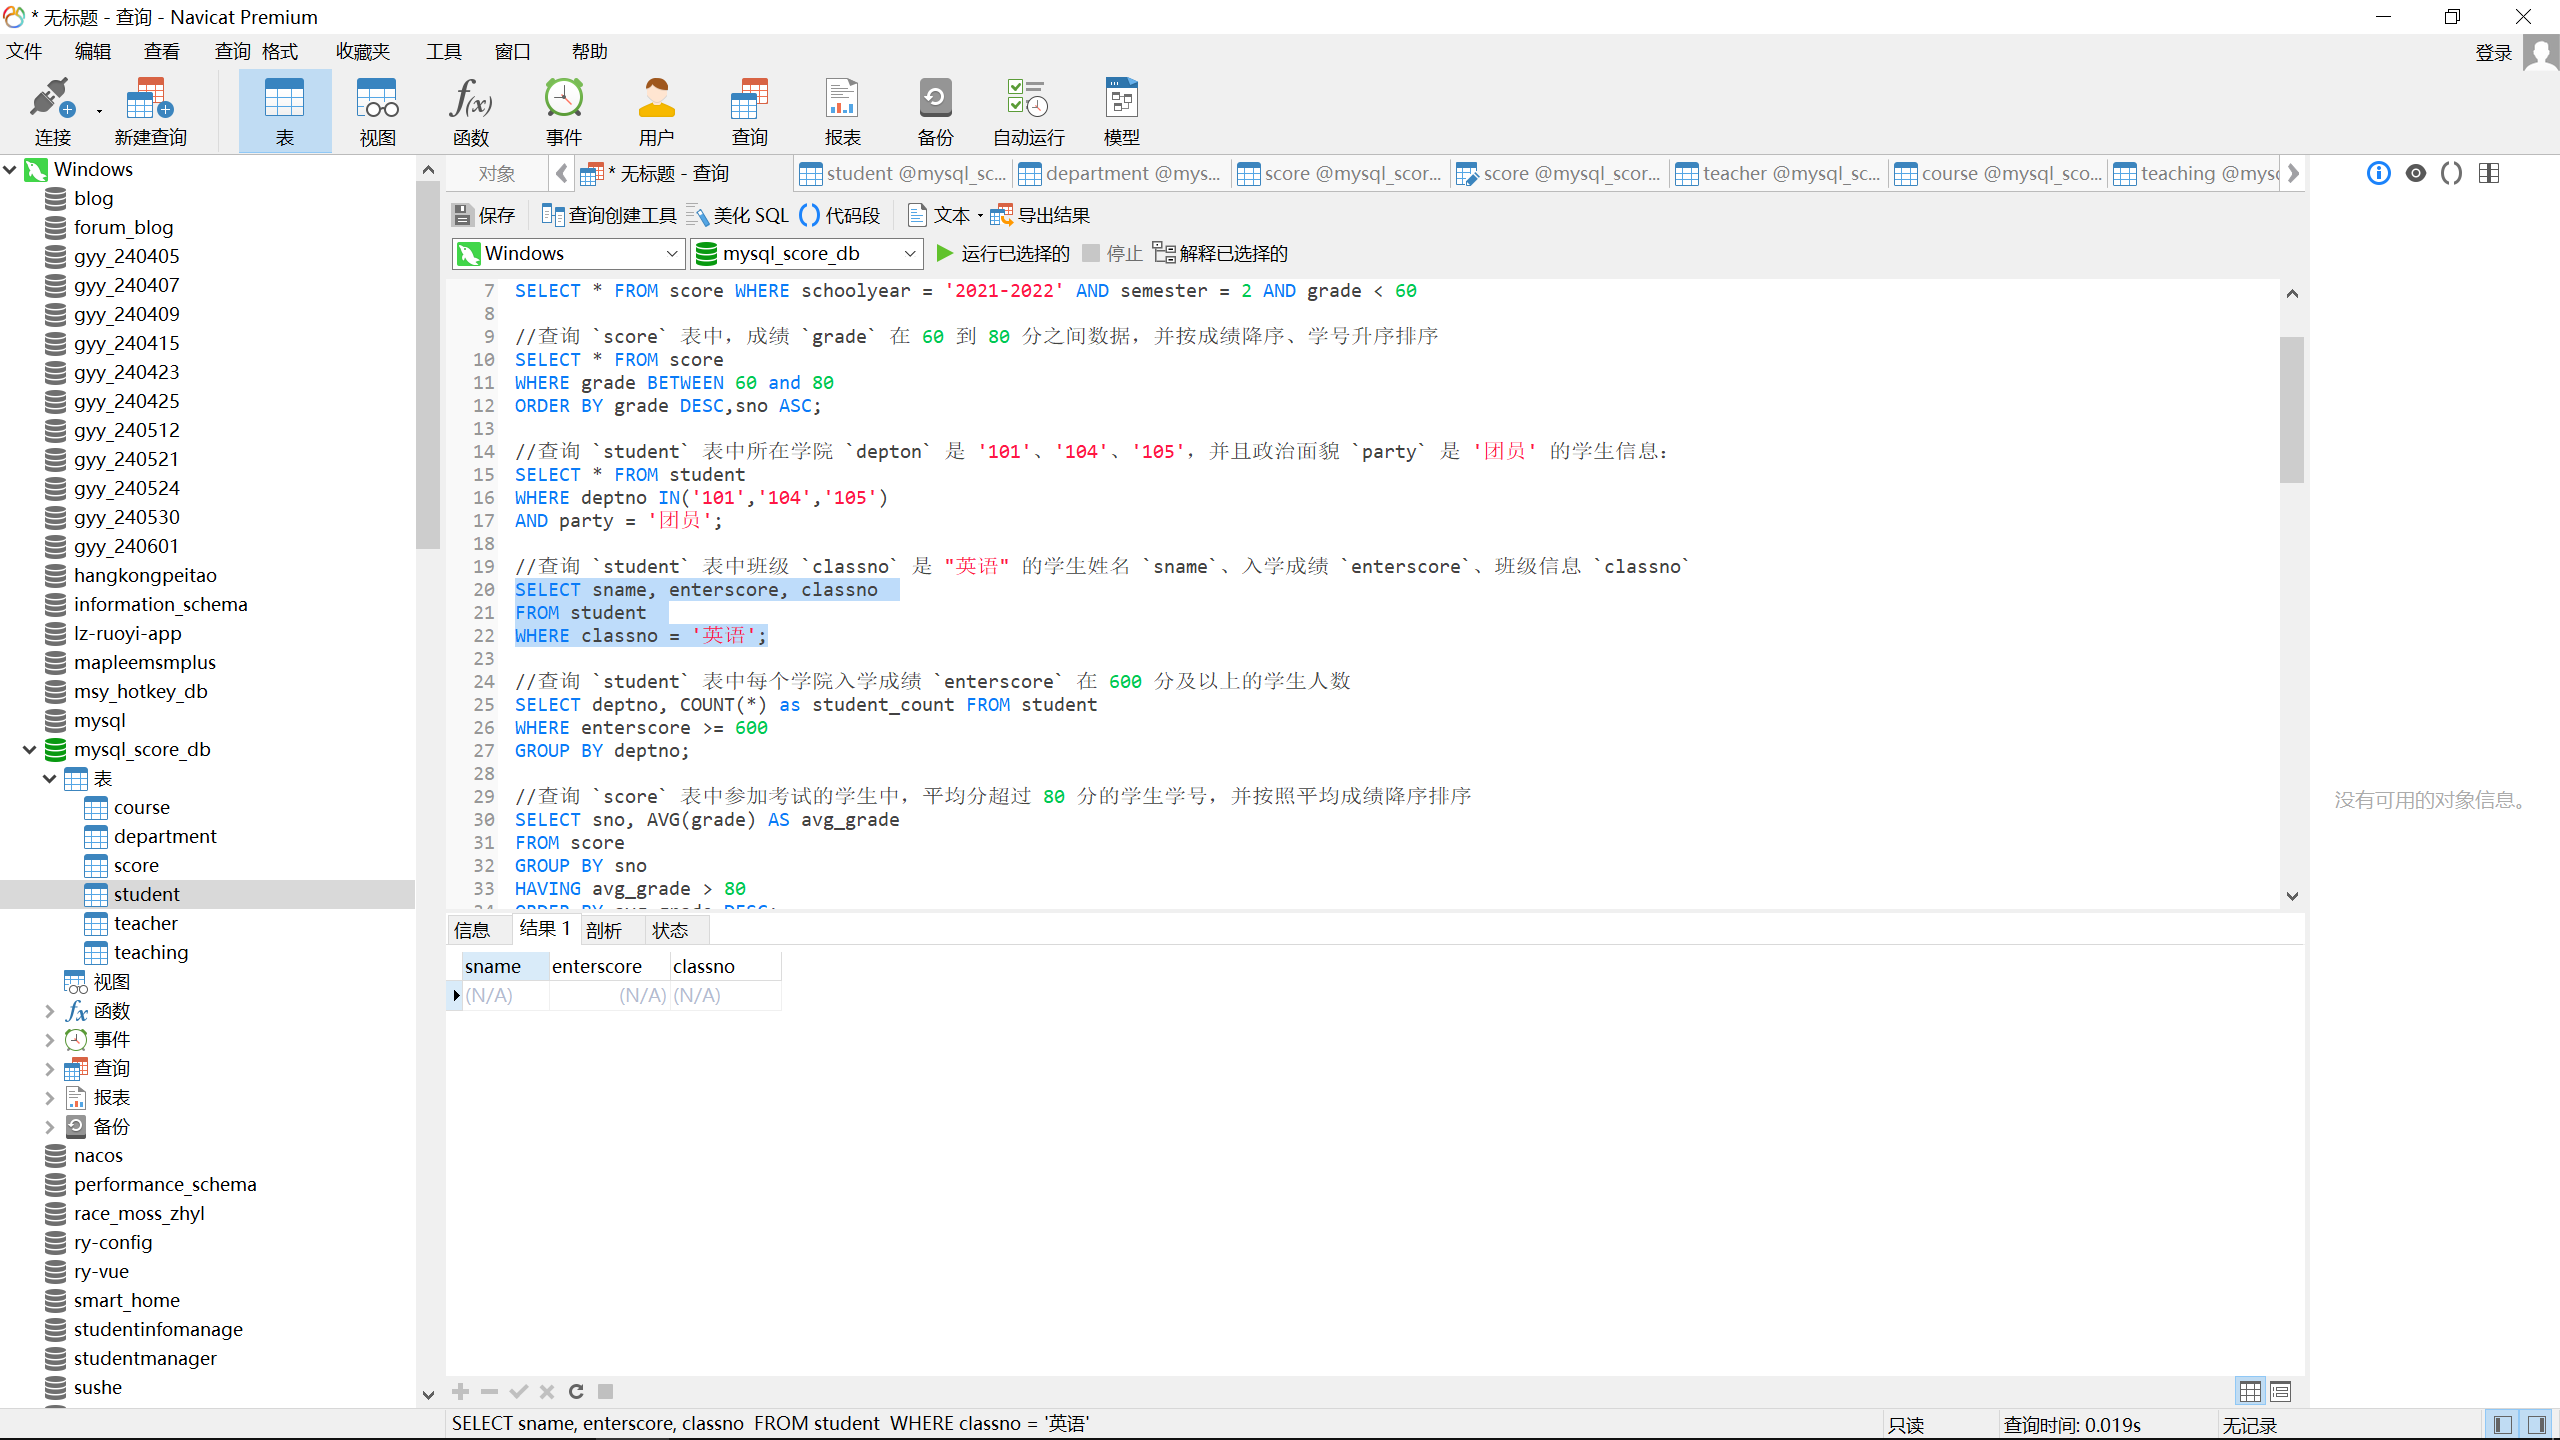 * 无标题 - 查询 - Navicat Premium
文件 编辑 查看 查询 格式 收藏夹 工具 窗口 帮助 登录
连接 新建查询 表 视图 函数 事件 用户 查询 报表 备份 自动运行 模型
Windows
blog
forum_blog
gyy_240405
gyy_240407
gyy_240409
gyy_240415
gyy_240423
gyy_240425
gyy_240512
gyy_240521
gyy_240524
gyy_240530
gyy_240601
hangkongpeitao
information_schema
lz-ruoyi-app
mapleemsmplus
msy_hotkey_db
mysql
mysql_score_db
表
course
department
score
student
teacher
teaching
视图
函数
事件
查询
报表
备份
nacos
performance_schema
race_moss_zhyl
ry-config
ry-vue
smart_home
studentinfomanage
studentmanager
sushe
对象 * 无标题 - 查询 student @mysql_sc... department @mys... score @mysql_scor... score @mysql_scor... teacher @mysql_sc... course @mysql_sco... teaching @mysc
保存 查询创建工具 美化 SQL 代码段 文本 导出结果
Windows mysql_score_db 运行已选择的 停止 解释已选择的
7 SELECT * FROM score WHERE schoolyear = '2021-2022' AND semester = 2 AND grade < 60
8
9 //查询 `score` 表中，成绩 `grade` 在 60 到 80 分之间数据，并按成绩降序、学号升序排序
10 SELECT * FROM score
11 WHERE grade BETWEEN 60 and 80
12 ORDER BY grade DESC,sno ASC;
13
14 //查询 `student` 表中所在学院 `depton` 是 '101'、'104'、'105'，并且政治面貌 `party` 是 '团员' 的学生信息：
15 SELECT * FROM student
16 WHERE deptno IN('101','104','105')
17 AND party = '团员';
18
19 //查询 `student` 表中班级 `classno` 是 "英语" 的学生姓名 `sname`、入学成绩 `enterscore`、班级信息 `classno`
20 SELECT sname, enterscore, classno
21 FROM student
22 WHERE classno = '英语';
23
24 //查询 `student` 表中每个学院入学成绩 `enterscore` 在 600 分及以上的学生人数
25 SELECT deptno, COUNT(*) as student_count FROM student
26 WHERE enterscore >= 600
27 GROUP BY deptno;
28
29 //查询 `score` 表中参加考试的学生中，平均分超过 80 分的学生学号，并按照平均成绩降序排序
30 SELECT sno, AVG(grade) AS avg_grade
31 FROM score
32 GROUP BY sno
33 HAVING avg_grade > 80
34 ORDER BY avg_grade DESC;
信息 结果 1 剖析 状态
sname enterscore classno
(N/A) (N/A) (N/A)
没有可用的对象信息。
SELECT sname, enterscore, classno FROM student WHERE classno = '英语' 只读 查询时间: 0.019s 无记录